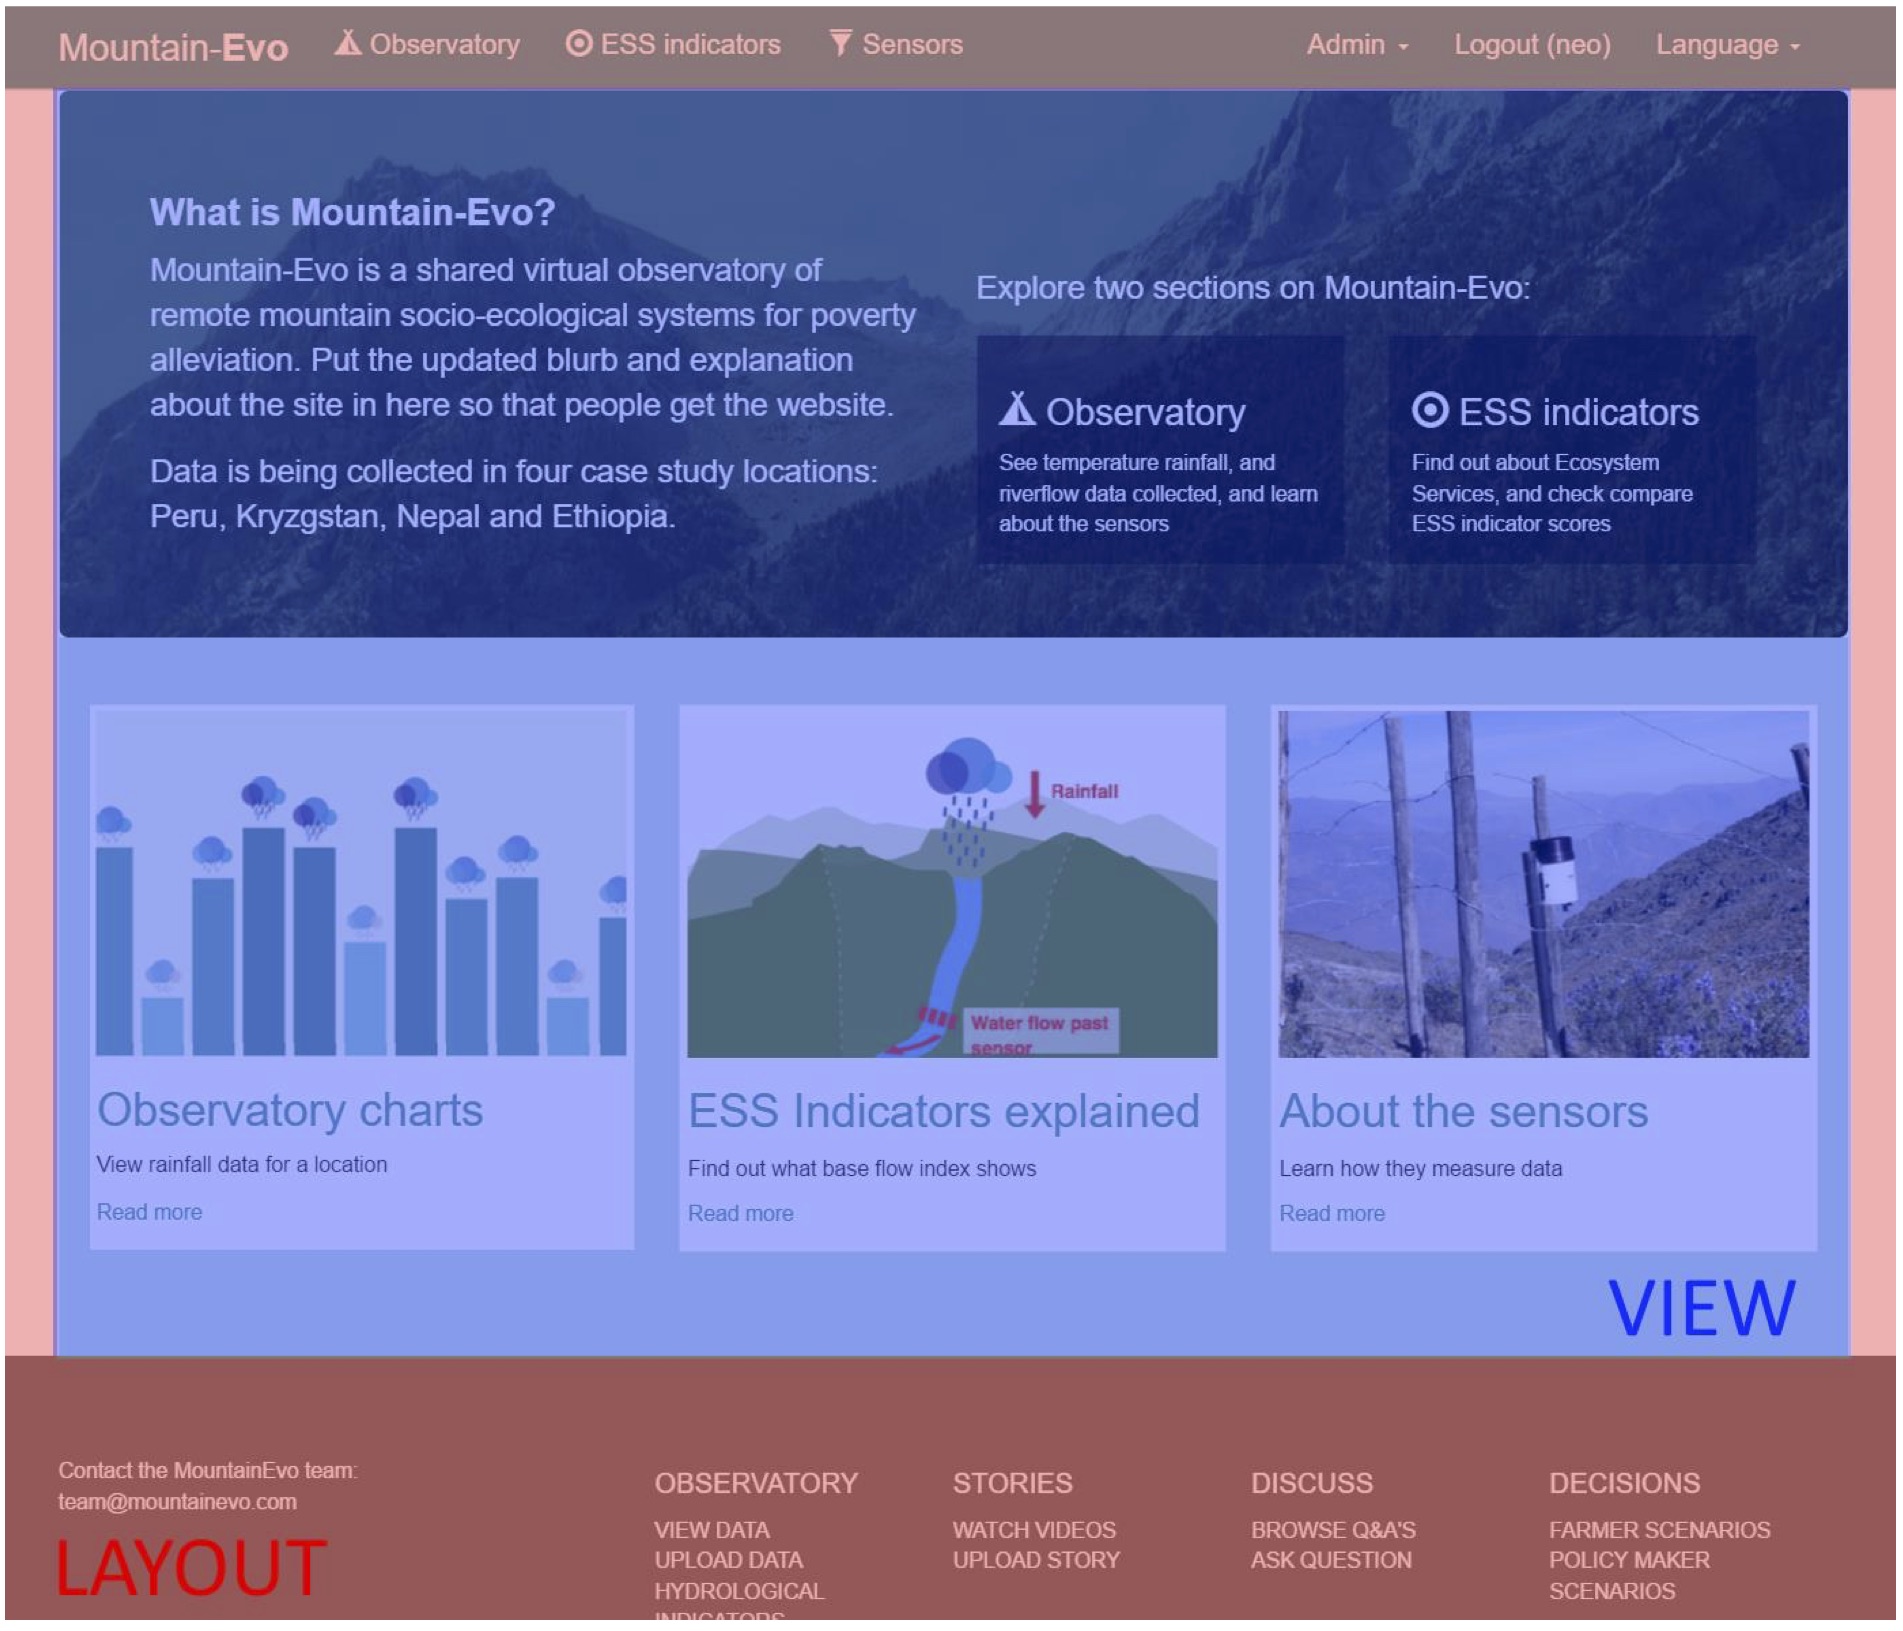 Mountain-Evo Observatory ESS indicators Sensors Admin Logout (neo) Language
What is Mountain-Evo?
Mountain-Evo is a shared virtual observatory of
remote mountain socio-ecological systems for poverty
alleviation. Put the updated blurb and explanation
about the site in here so that people get the website.
Data is being collected in four case study locations:
Peru, Kryzgstan, Nepal and Ethiopia.
Explore two sections on Mountain-Evo:
Observatory
See temperature rainfall, and
riverflow data collected, and learn
about the sensors
ESS indicators
Find out about Ecosystem
Services, and check compare
ESS indicator scores
Observatory charts
View rainfall data for a location
Read more
Rainfall
Water flow past
sensor
ESS Indicators explained
Find out what base flow index shows
Read more
About the sensors
Learn how they measure data
Read more
VIEW
Contact the MountainEvo team:
team@mountainevo.com
LAYOUT
OBSERVATORY
VIEW DATA
UPLOAD DATA
HYDROLOGICAL
INDICATORS
STORIES
WATCH VIDEOS
UPLOAD STORY
DISCUSS
BROWSE Q&A'S
ASK QUESTION
DECISIONS
FARMER SCENARIOS
POLICY MAKER
SCENARIOS